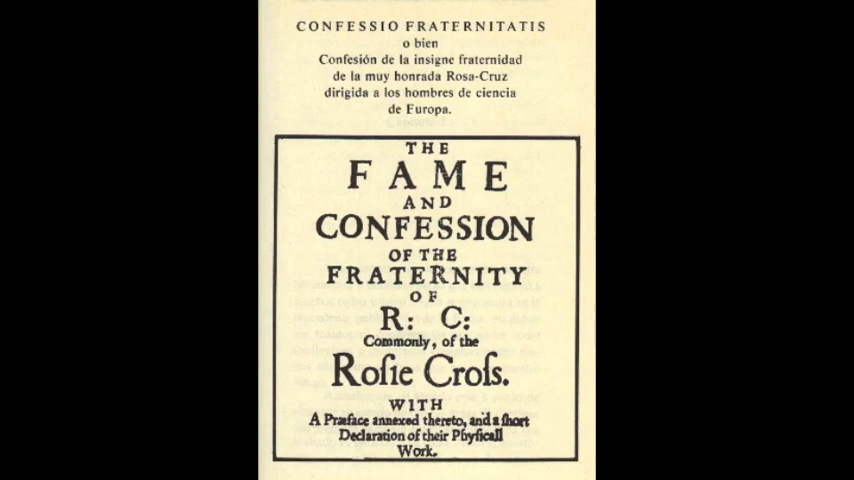 CONFESSIO FRATERNITATIS
o bien
Confesión de la insigne fraternidad
de la muy honrada Rosa-Cruz
dirigida a los hombres de ciencia
de Europa.
THE
FAME
AND
CONFESSION
OF THE
FRATERNITY
OF
R: C:
Commonly, of the
Roſie Croſs.
WITH
A Præface annexed thereto, and a ſhort
Declaration of their Phyſicall
Work.